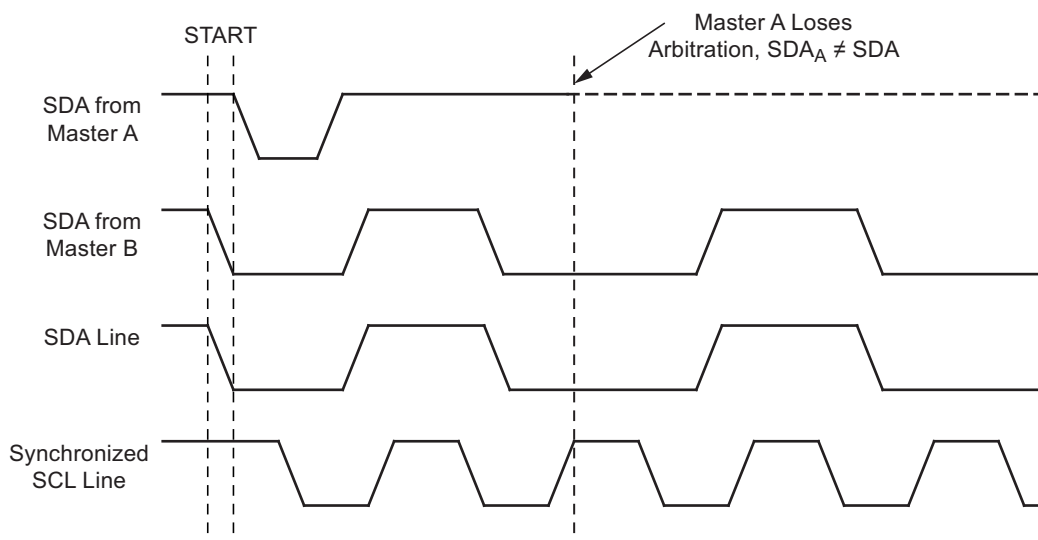 START
Master A Loses
Arbitration, SDAA ≠ SDA
SDA from
Master A
SDA from
Master B
SDA Line
Synchronized
SCL Line